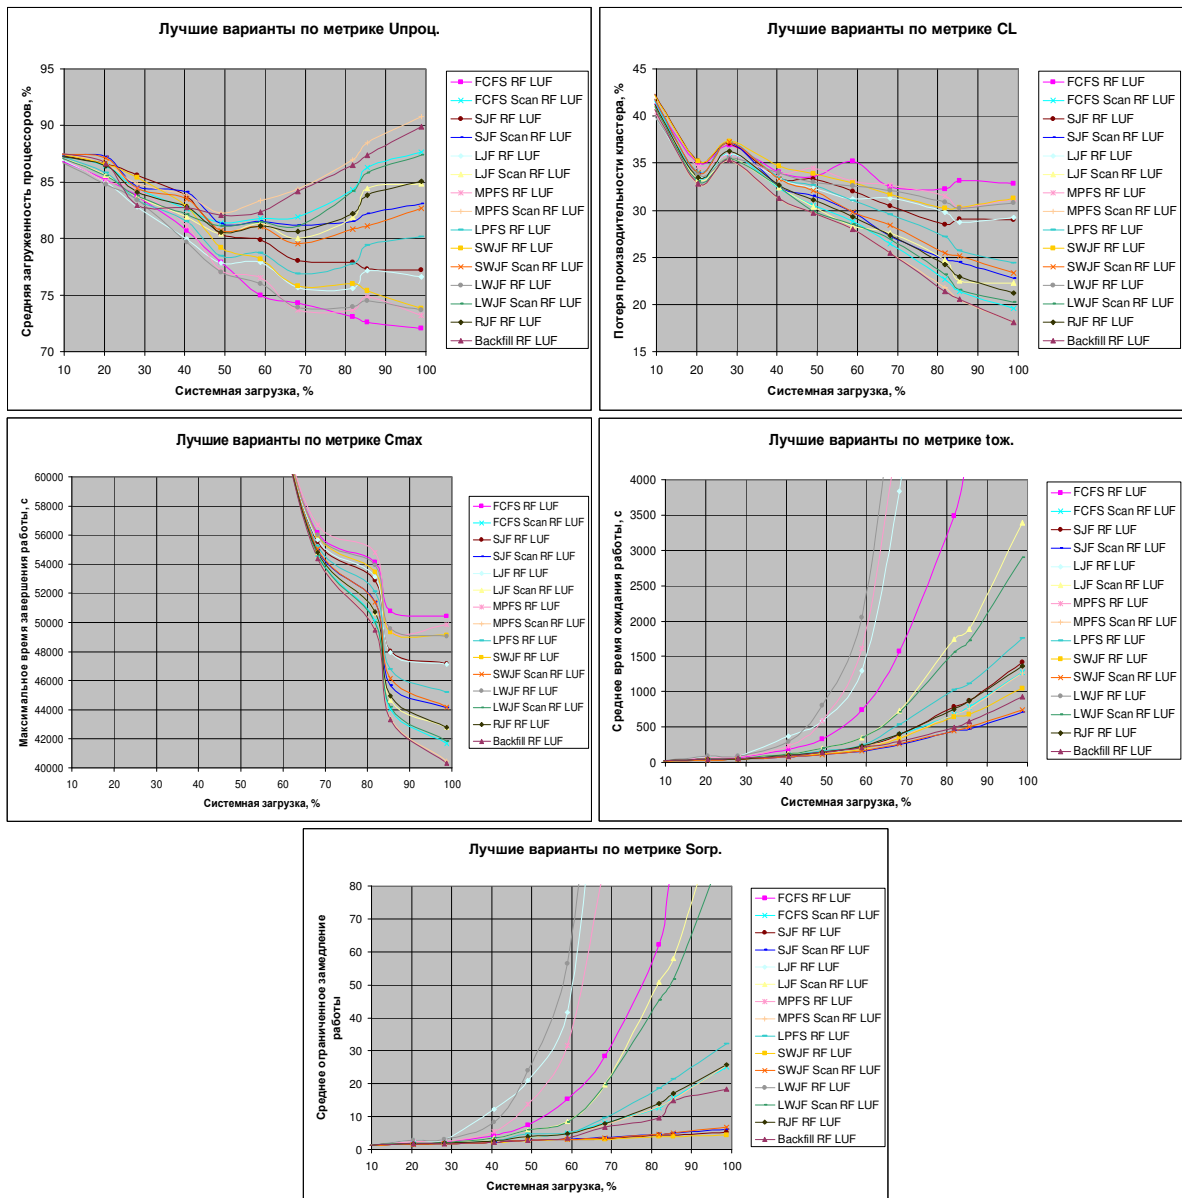 Лучшие варианты по метрике Uпроц.
Средняя загруженность процессоров, %
95
90
85
80
75
70
10 20 30 40 50 60 70 80 90 100
Системная загрузка, %
FCFS RF LUF
FCFS Scan RF LUF
SJF RF LUF
SJF Scan RF LUF
LJF RF LUF
LJF Scan RF LUF
MPFS RF LUF
MPFS Scan RF LUF
LPFS RF LUF
SWJF RF LUF
SWJF Scan RF LUF
LWJF RF LUF
LWJF Scan RF LUF
RJF RF LUF
Backfill RF LUF
Лучшие варианты по метрике CL
Потеря производительности кластера, %
45
40
35
30
25
20
15
10 20 30 40 50 60 70 80 90 100
Системная загрузка, %
FCFS RF LUF
FCFS Scan RF LUF
SJF RF LUF
SJF Scan RF LUF
LJF RF LUF
LJF Scan RF LUF
MPFS RF LUF
MPFS Scan RF LUF
LPFS RF LUF
SWJF RF LUF
SWJF Scan RF LUF
LWJF RF LUF
LWJF Scan RF LUF
RJF RF LUF
Backfill RF LUF
Лучшие варианты по метрике Cmax
Максимальное время завершения работы, с
60000
58000
56000
54000
52000
50000
48000
46000
44000
42000
40000
10 20 30 40 50 60 70 80 90 100
Системная загрузка, %
FCFS RF LUF
FCFS Scan RF LUF
SJF RF LUF
SJF Scan RF LUF
LJF RF LUF
LJF Scan RF LUF
MPFS RF LUF
MPFS Scan RF LUF
LPFS RF LUF
SWJF RF LUF
SWJF Scan RF LUF
LWJF RF LUF
LWJF Scan RF LUF
RJF RF LUF
Backfill RF LUF
Лучшие варианты по метрике tож.
Среднее время ожидания работы, с
4000
3500
3000
2500
2000
1500
1000
500
0
10 20 30 40 50 60 70 80 90 100
Системная загрузка, %
FCFS RF LUF
FCFS Scan RF LUF
SJF RF LUF
SJF Scan RF LUF
LJF RF LUF
LJF Scan RF LUF
MPFS RF LUF
MPFS Scan RF LUF
LPFS RF LUF
SWJF RF LUF
SWJF Scan RF LUF
LWJF RF LUF
LWJF Scan RF LUF
RJF RF LUF
Backfill RF LUF
Лучшие варианты по метрике Sогр.
Среднее ограниченное замедление
работы
80
70
60
50
40
30
20
10
0
10 20 30 40 50 60 70 80 90 100
Системная загрузка, %
FCFS RF LUF
FCFS Scan RF LUF
SJF RF LUF
SJF Scan RF LUF
LJF RF LUF
LJF Scan RF LUF
MPFS RF LUF
MPFS Scan RF LUF
LPFS RF LUF
SWJF RF LUF
SWJF Scan RF LUF
LWJF RF LUF
LWJF Scan RF LUF
RJF RF LUF
Backfill RF LUF